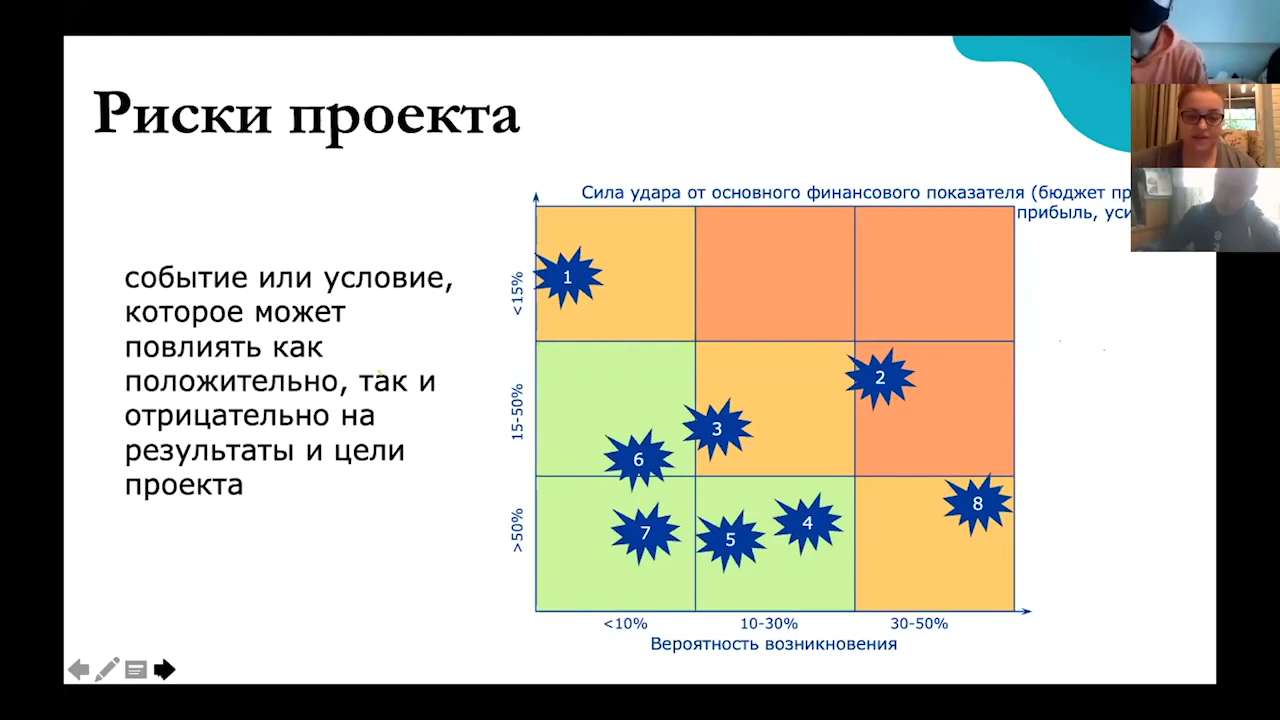 Риски проекта
Сила удара от основного финансового показателя (бюджет
прибыль,
событие или условие,
которое может
повлиять как
положительно, так и
отрицательно на
результаты и цели
проекта
<15%
15-50%
>50%
1
2
3
6
8
4
7
5
<10%
10-30%
30-50%
Вероятность возникновения